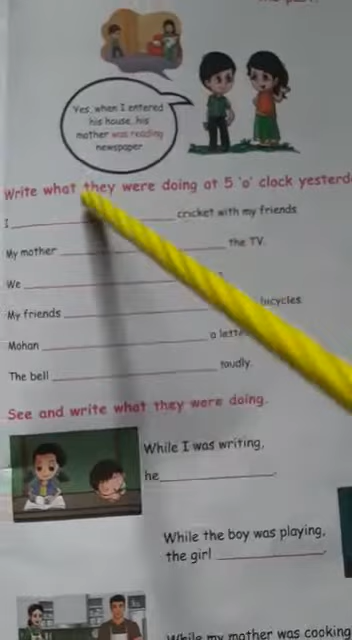 Yes, when I entered
his house, his
mother was reading
newspaper
Write what they were doing at 5 'o' clock yesterd
I cricket with my friends
My mother the TV.
We
My friends bicycles
Mohan a lette
The bell loudly.
See and write what they were doing.
While I was writing,
he .
While the boy was playing,
the girl .
While my mother was cooking